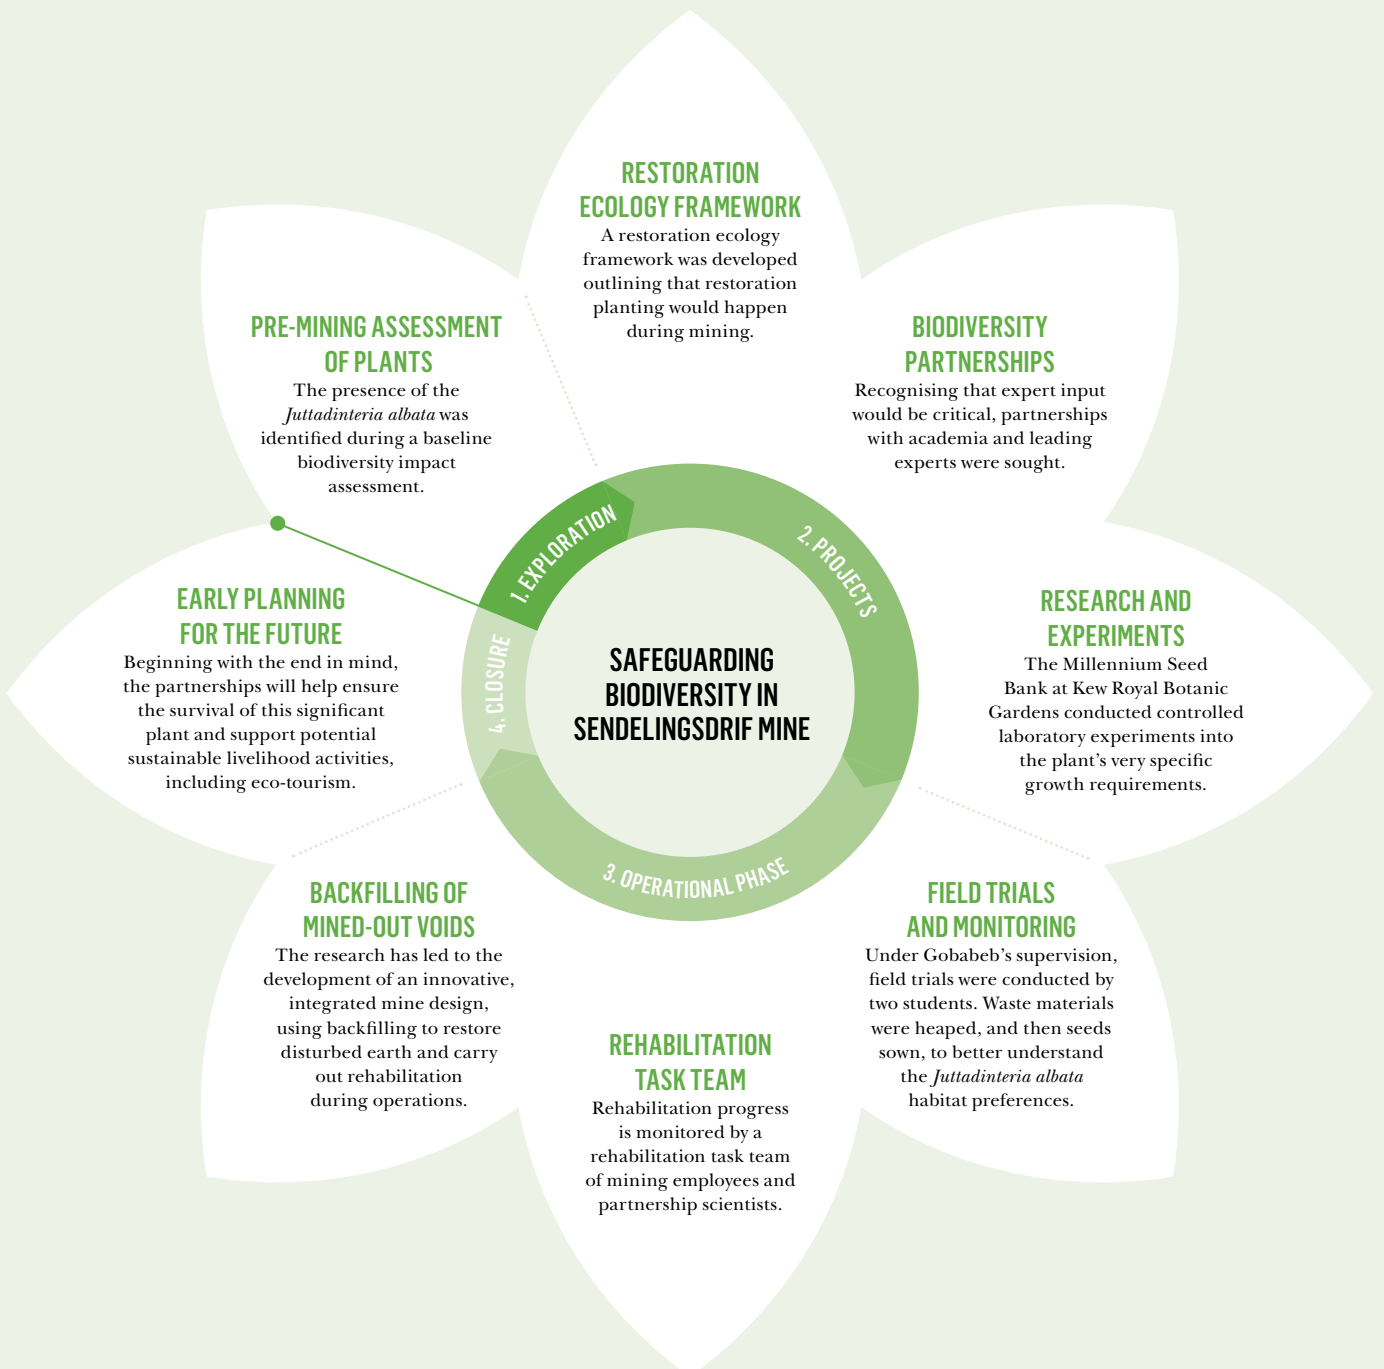 RESTORATION
ECOLOGY FRAMEWORK
A restoration ecology
framework was developed
outlining that restoration
planting would happen
during mining.
BIODIVERSITY
PARTNERSHIPS
Recognising that expert input
would be critical, partnerships
with academia and leading
experts were sought.
RESEARCH AND
EXPERIMENTS
The Millennium Seed
Bank at Kew Royal Botanic
Gardens conducted controlled
laboratory experiments into
the plant’s very specific
growth requirements.
FIELD TRIALS
AND MONITORING
Under Gobabeb’s supervision,
field trials were conducted by
two students. Waste materials
were heaped, and then seeds
sown, to better understand
the Juttadinteria albata
habitat preferences.
REHABILITATION
TASK TEAM
Rehabilitation progress
is monitored by a
rehabilitation task team
of mining employees and
partnership scientists.
BACKFILLING OF
MINED-OUT VOIDS
The research has led to the
development of an innovative,
integrated mine design,
using backfilling to restore
disturbed earth and carry
out rehabilitation
during operations.
EARLY PLANNING
FOR THE FUTURE
Beginning with the end in mind,
the partnerships will help ensure
the survival of this significant
plant and support potential
sustainable livelihood activities,
including eco-tourism.
PRE-MINING ASSESSMENT
OF PLANTS
The presence of the
Juttadinteria albata was
identified during a baseline
biodiversity impact
assessment.
1. EXPLORATION
2. PROJECTS
3. OPERATIONAL PHASE
4. CLOSURE
SAFEGUARDING
BIODIVERSITY IN
SENDELINGSDRIF MINE